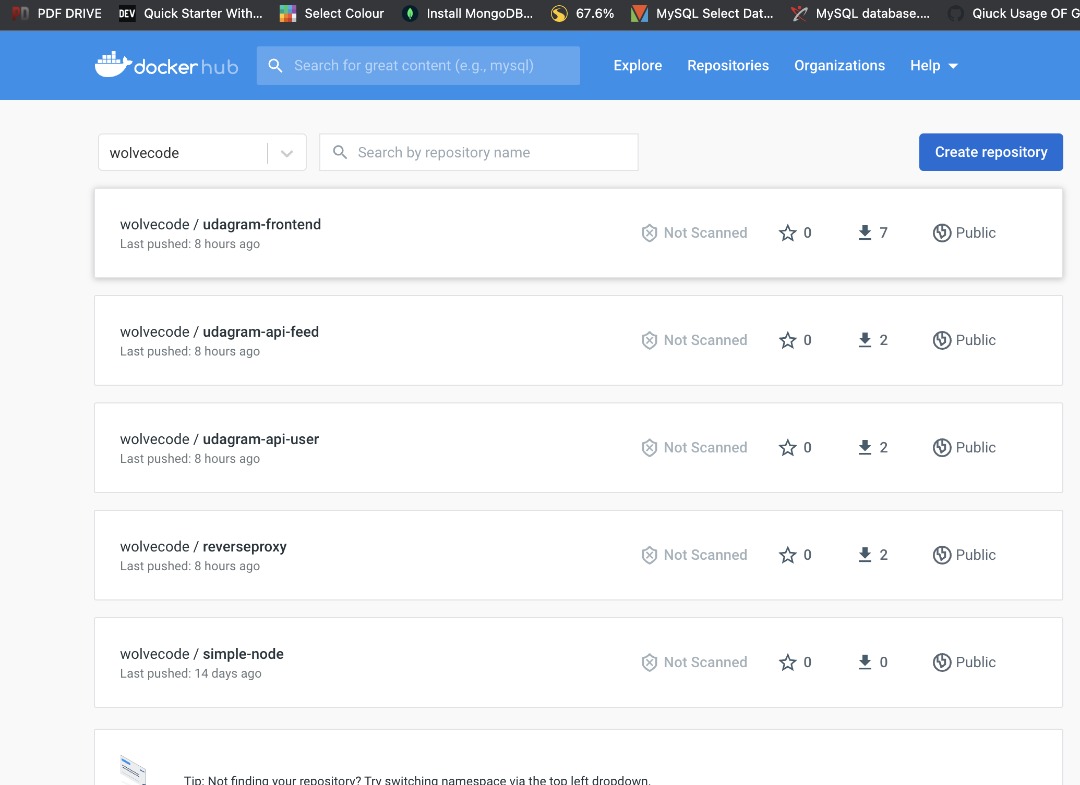 PDF DRIVE DEV Quick Starter With... Select Colour Install MongoDB... 67.6% MySQL Select Dat... MySQL database.... Qiuck Usage OF G
docker hub Search for great content (e.g., mysql) Explore Repositories Organizations Help
wolvecode Search by repository name Create repository
wolvecode / udagram-frontend
Last pushed: 8 hours ago
Not Scanned 0 7 Public
wolvecode / udagram-api-feed
Last pushed: 8 hours ago
Not Scanned 0 2 Public
wolvecode / udagram-api-user
Last pushed: 8 hours ago
Not Scanned 0 2 Public
wolvecode / reverseproxy
Last pushed: 8 hours ago
Not Scanned 0 2 Public
wolvecode / simple-node
Last pushed: 14 days ago
Not Scanned 0 0 Public
Tip: Not finding your repository? Try switching namespace via the top left dropdown.